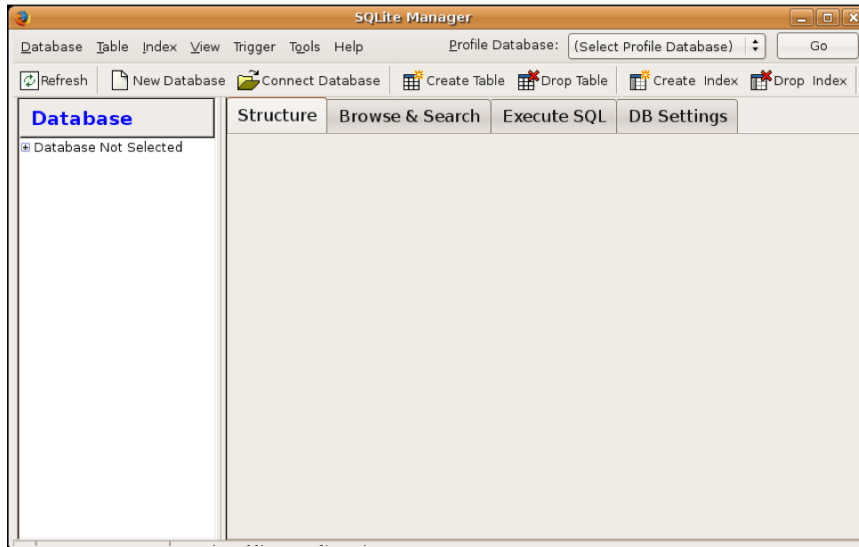 SQLite Manager
Database Table Index View Trigger Tools Help Profile Database: (Select Profile Database) Go
Refresh New Database Connect Database Create Table Drop Table Create Index Drop Index
Database
Structure Browse & Search Execute SQL DB Settings
Database Not Selected